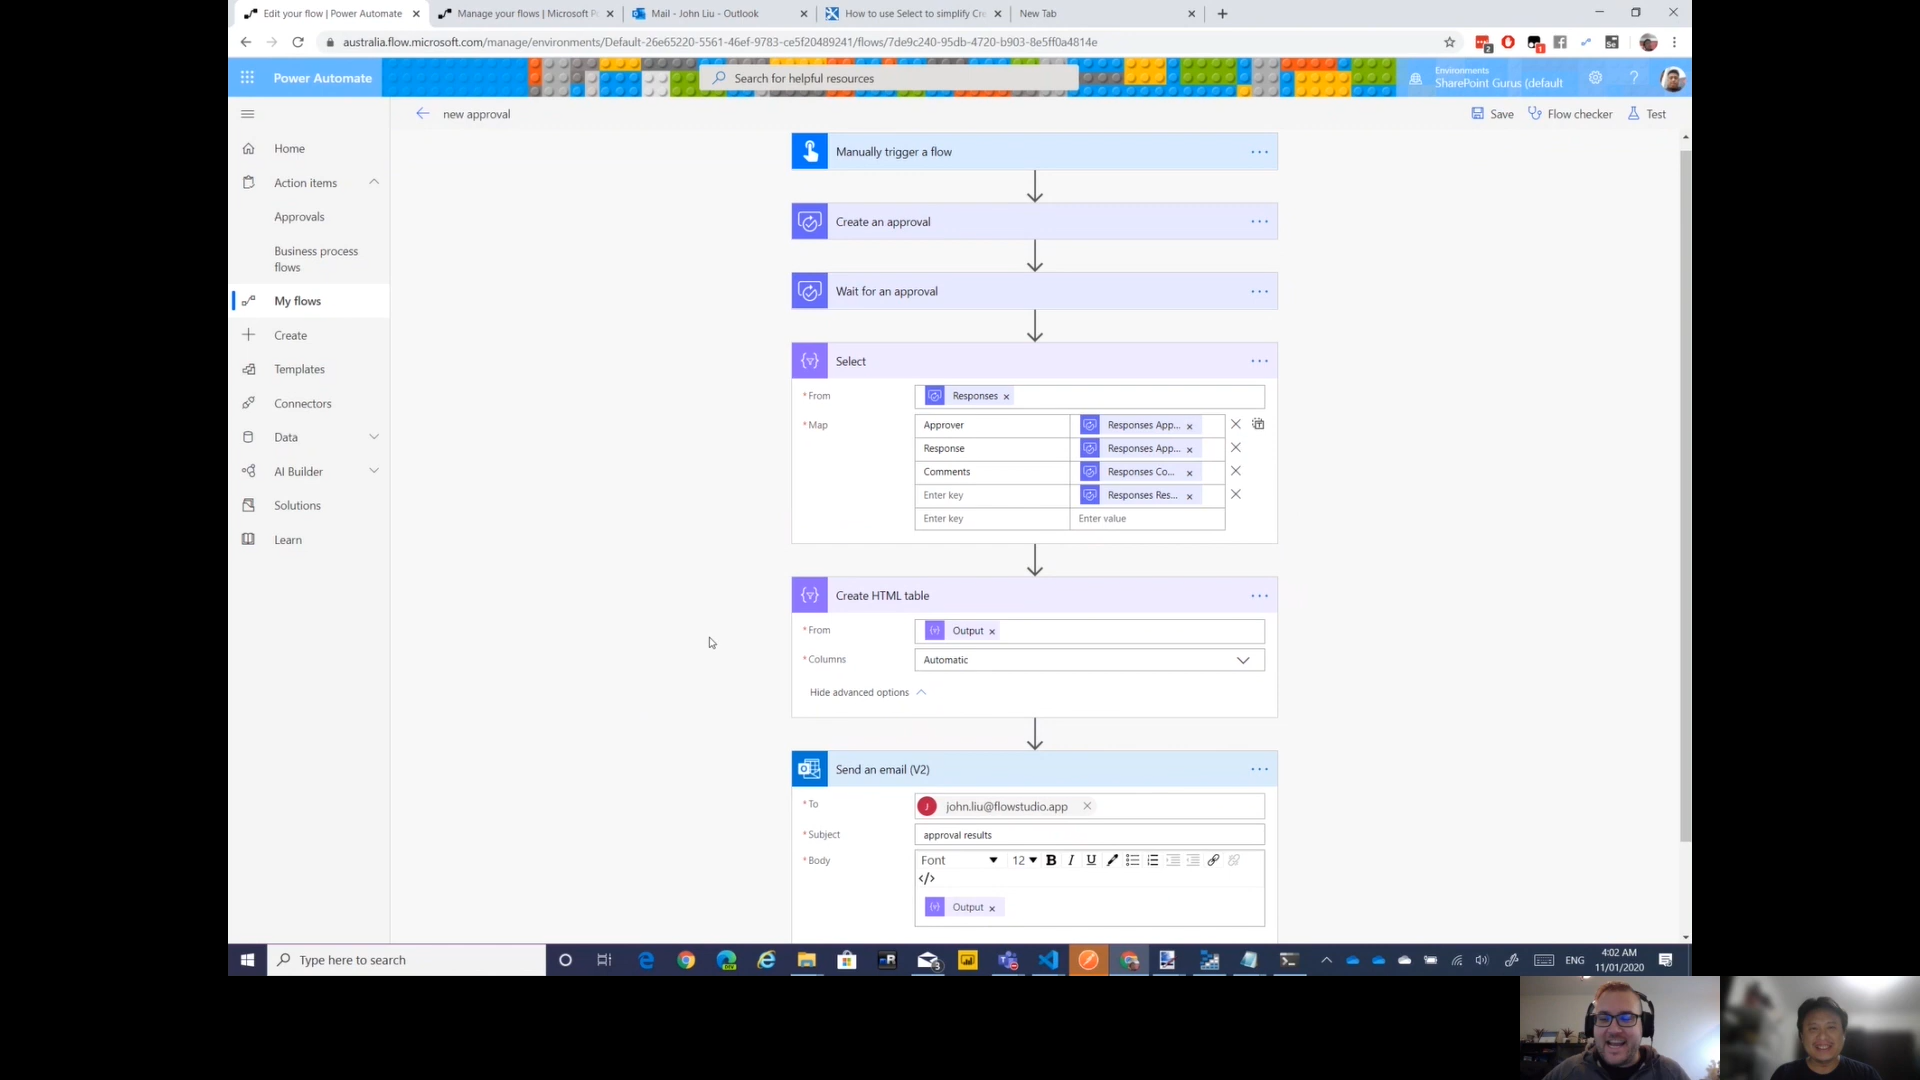 Edit your flow | Power Automate
Manage your flows | Microsoft P
Mail - John Liu - Outlook
How to use Select to simplify Cre
New Tab
australia.flow.microsoft.com/manage/environments/Default-26e65220-5561-46ef-9783-ce5f20489241/flows/7de9c240-95db-4720-b903-8e5ff0a4814e
Power Automate
Search for helpful resources
Environments
SharePoint Gurus (default
new approval
Save
Flow checker
Test
Home
Action items
Approvals
Business process
flows
My flows
Create
Templates
Connectors
Data
AI Builder
Solutions
Learn
Manually trigger a flow
Create an approval
Wait for an approval
Select
* From
Responses
* Map
Approver
Responses App...
Response
Responses App...
Comments
Responses Co...
Enter key
Responses Res...
Enter key
Enter value
Create HTML table
* From
Output
* Columns
Automatic
Hide advanced options
Send an email (V2)
* To
J
john.liu@flowstudio.app
* Subject
approval results
* Body
Font
12
B
I
U
</>
Output
Type here to search
ENG
4:02 AM
11/01/2020